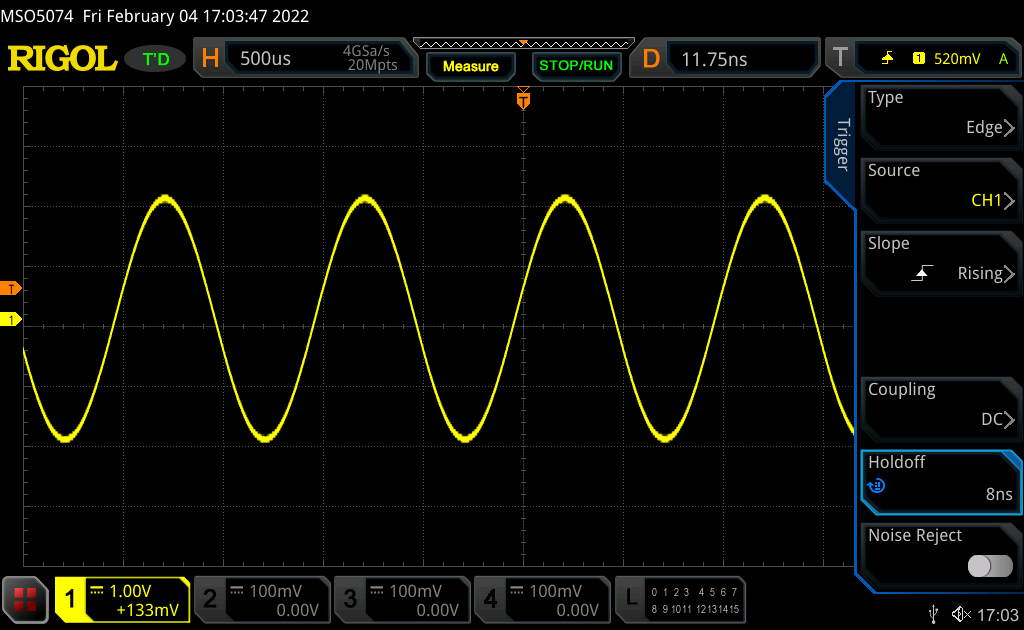 MSO5074 Fri February 04 17:03:47 2022
RIGOL
T'D
H
500us
4GSa/s
20Mpts
Measure
STOP/RUN
D
11.75ns
T
1
520mV
A
T
T
1
Trigger
Type
Edge
Source
CH1
Slope
Rising
Coupling
DC
Holdoff
8ns
Noise Reject
1
1.00V
+133mV
2
100mV
0.00V
3
100mV
0.00V
4
100mV
0.00V
L
0 1 2 3 4 5 6 7
8 9 10 11 12 13 14 15
17:03